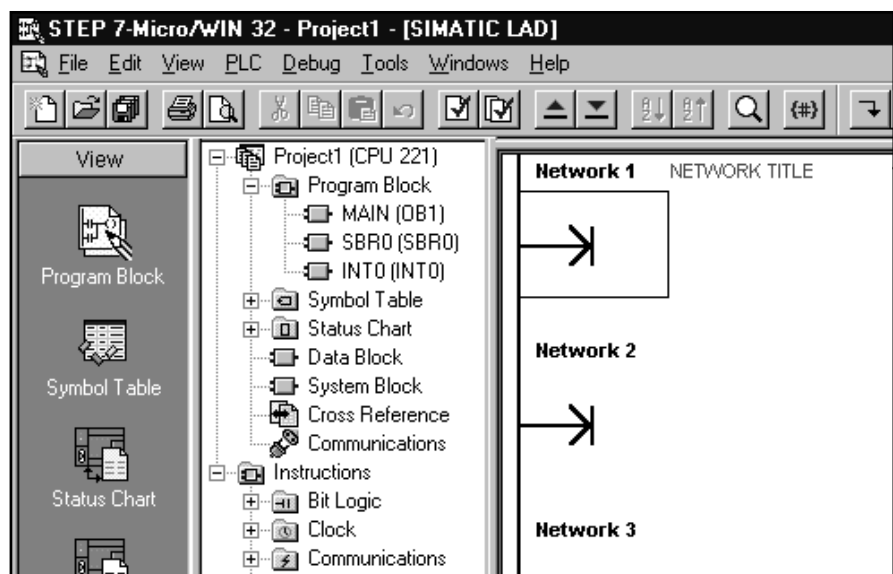 STEP 7-Micro/WIN 32 - Project1 - [SIMATIC LAD]
File Edit View PLC Debug Tools Windows Help
View
Program Block
Symbol Table
Status Chart
Project1 (CPU 221)
Program Block
MAIN (OB1)
SBR0 (SBR0)
INT0 (INT0)
Symbol Table
Status Chart
Data Block
System Block
Cross Reference
Communications
Instructions
Bit Logic
Clock
Communications
Network 1 NETWORK TITLE
Network 2
Network 3